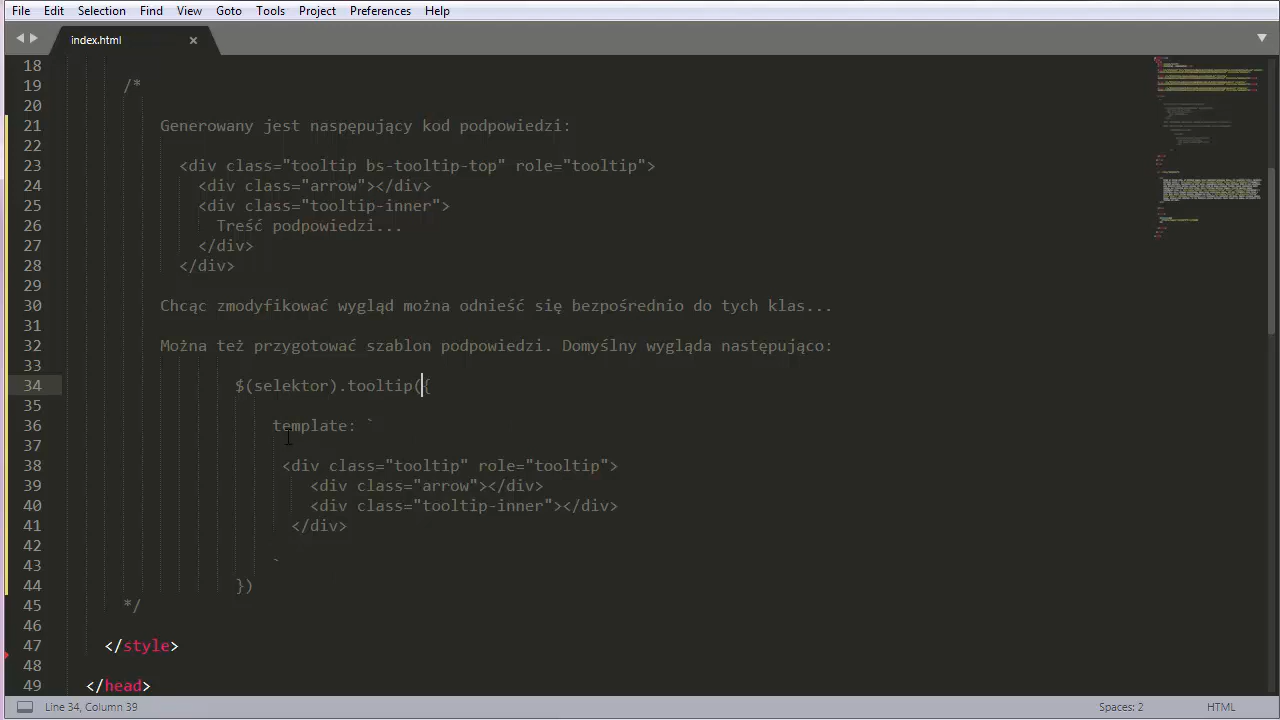 File Edit Selection Find View Goto Tools Project Preferences Help
index.html ×
18
19 /*
20
21 Generowany jest naspępujący kod podpowiedzi:
22
23 <div class="tooltip bs-tooltip-top" role="tooltip">
24 <div class="arrow"></div>
25 <div class="tooltip-inner">
26 Treść podpowiedzi...
27 </div>
28 </div>
29
30 Chcąc zmodyfikować wygląd można odnieść się bezpośrednio do tych klas...
31
32 Można też przygotować szablon podpowiedzi. Domyślny wygląda następująco:
33
34 $(selektor).tooltip({
35
36 template: `
37
38 <div class="tooltip" role="tooltip">
39 <div class="arrow"></div>
40 <div class="tooltip-inner"></div>
41 </div>
42
43 `
44 })
45 */
46
47 </style>
48
49 </head>
Line 34, Column 39 Spaces: 2 HTML